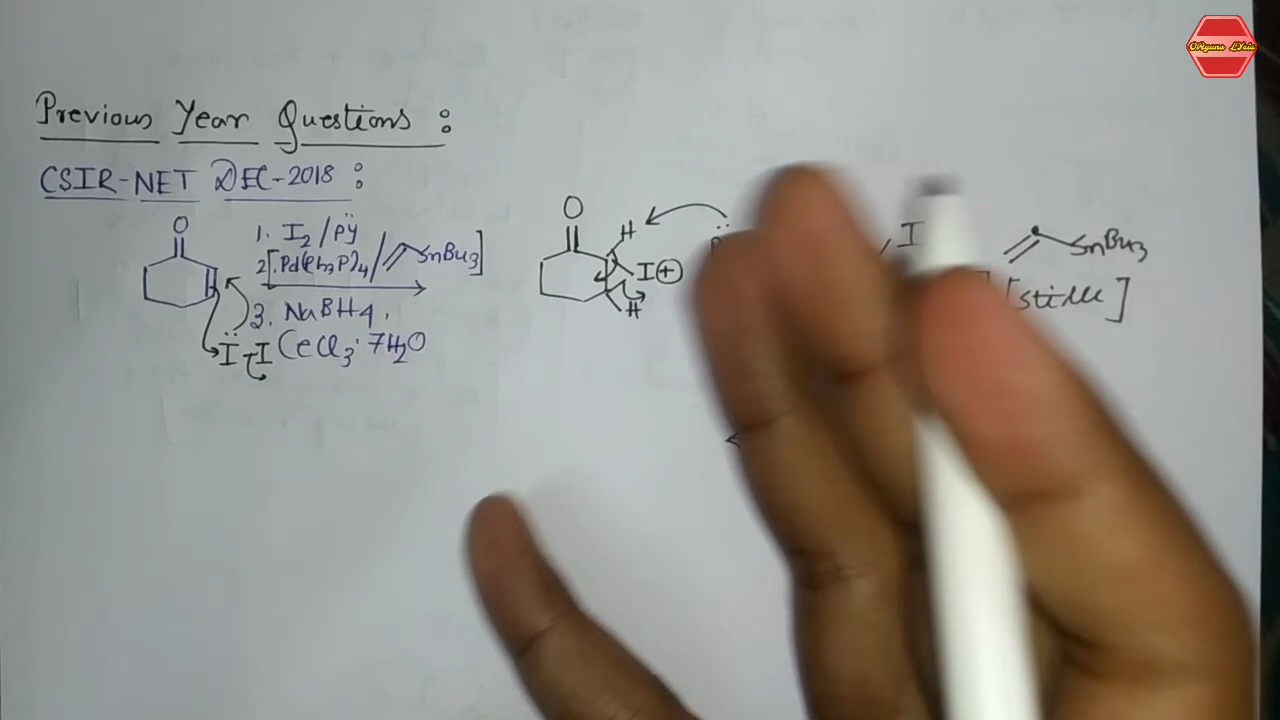 Previous Year Questions :
CSIR-NET DEC-2018 :
O
1. I2/Pÿ
2[.Pd(Ph3P)4/ SnBu3]
3. NaBH4,
CeCl3·7H2O
I-I
O
H
I+
H
I
SnBu3
[Stille]